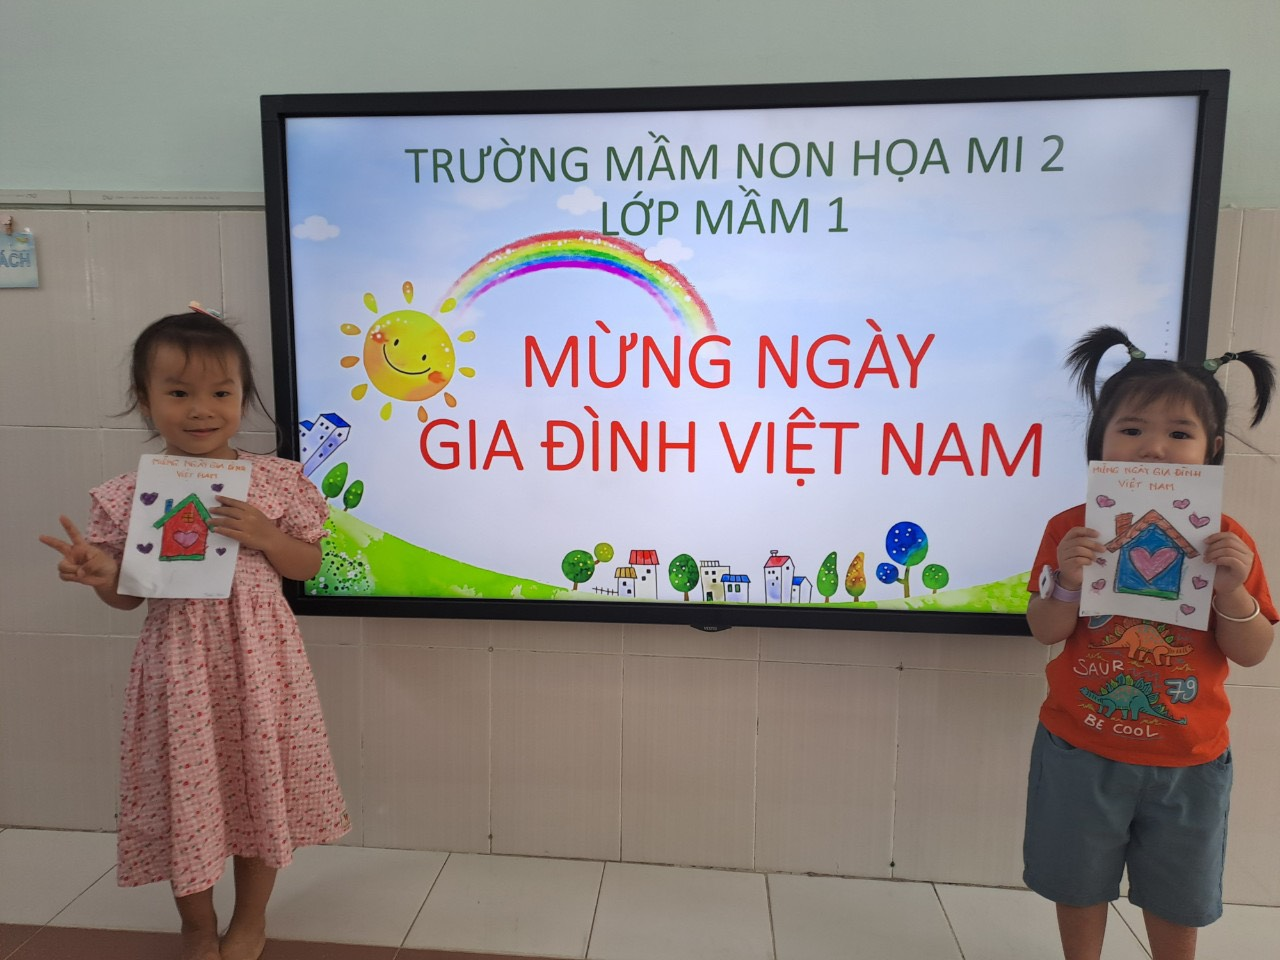 TRƯỜNG MẦM NON HỌA MI 2
LỚP MẦM 1
MỪNG NGÀY
GIA ĐÌNH VIỆT NAM
ÁCH
MỪNG NGÀY GIA ĐÌNH
VIỆT NAM
MỪNG NGÀY GIA ĐÌNH
VIỆT NAM
SAUR
79
BE COOL